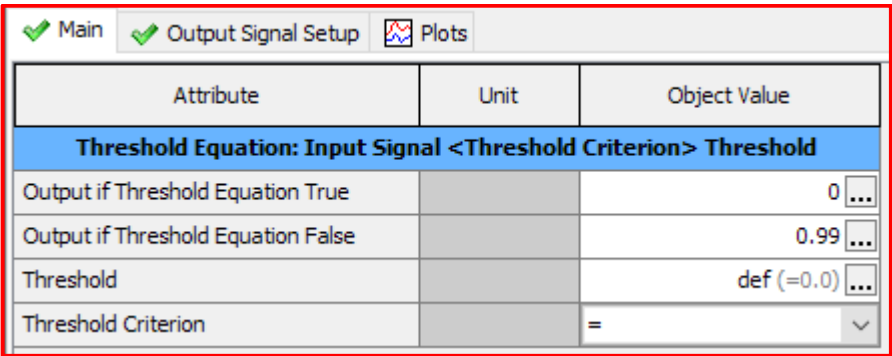 Main Output Signal Setup Plots
Attribute Unit Object Value
Threshold Equation: Input Signal <Threshold Criterion> Threshold
Output if Threshold Equation True 0 ...
Output if Threshold Equation False 0.99 ...
Threshold def (=0.0) ...
Threshold Criterion =